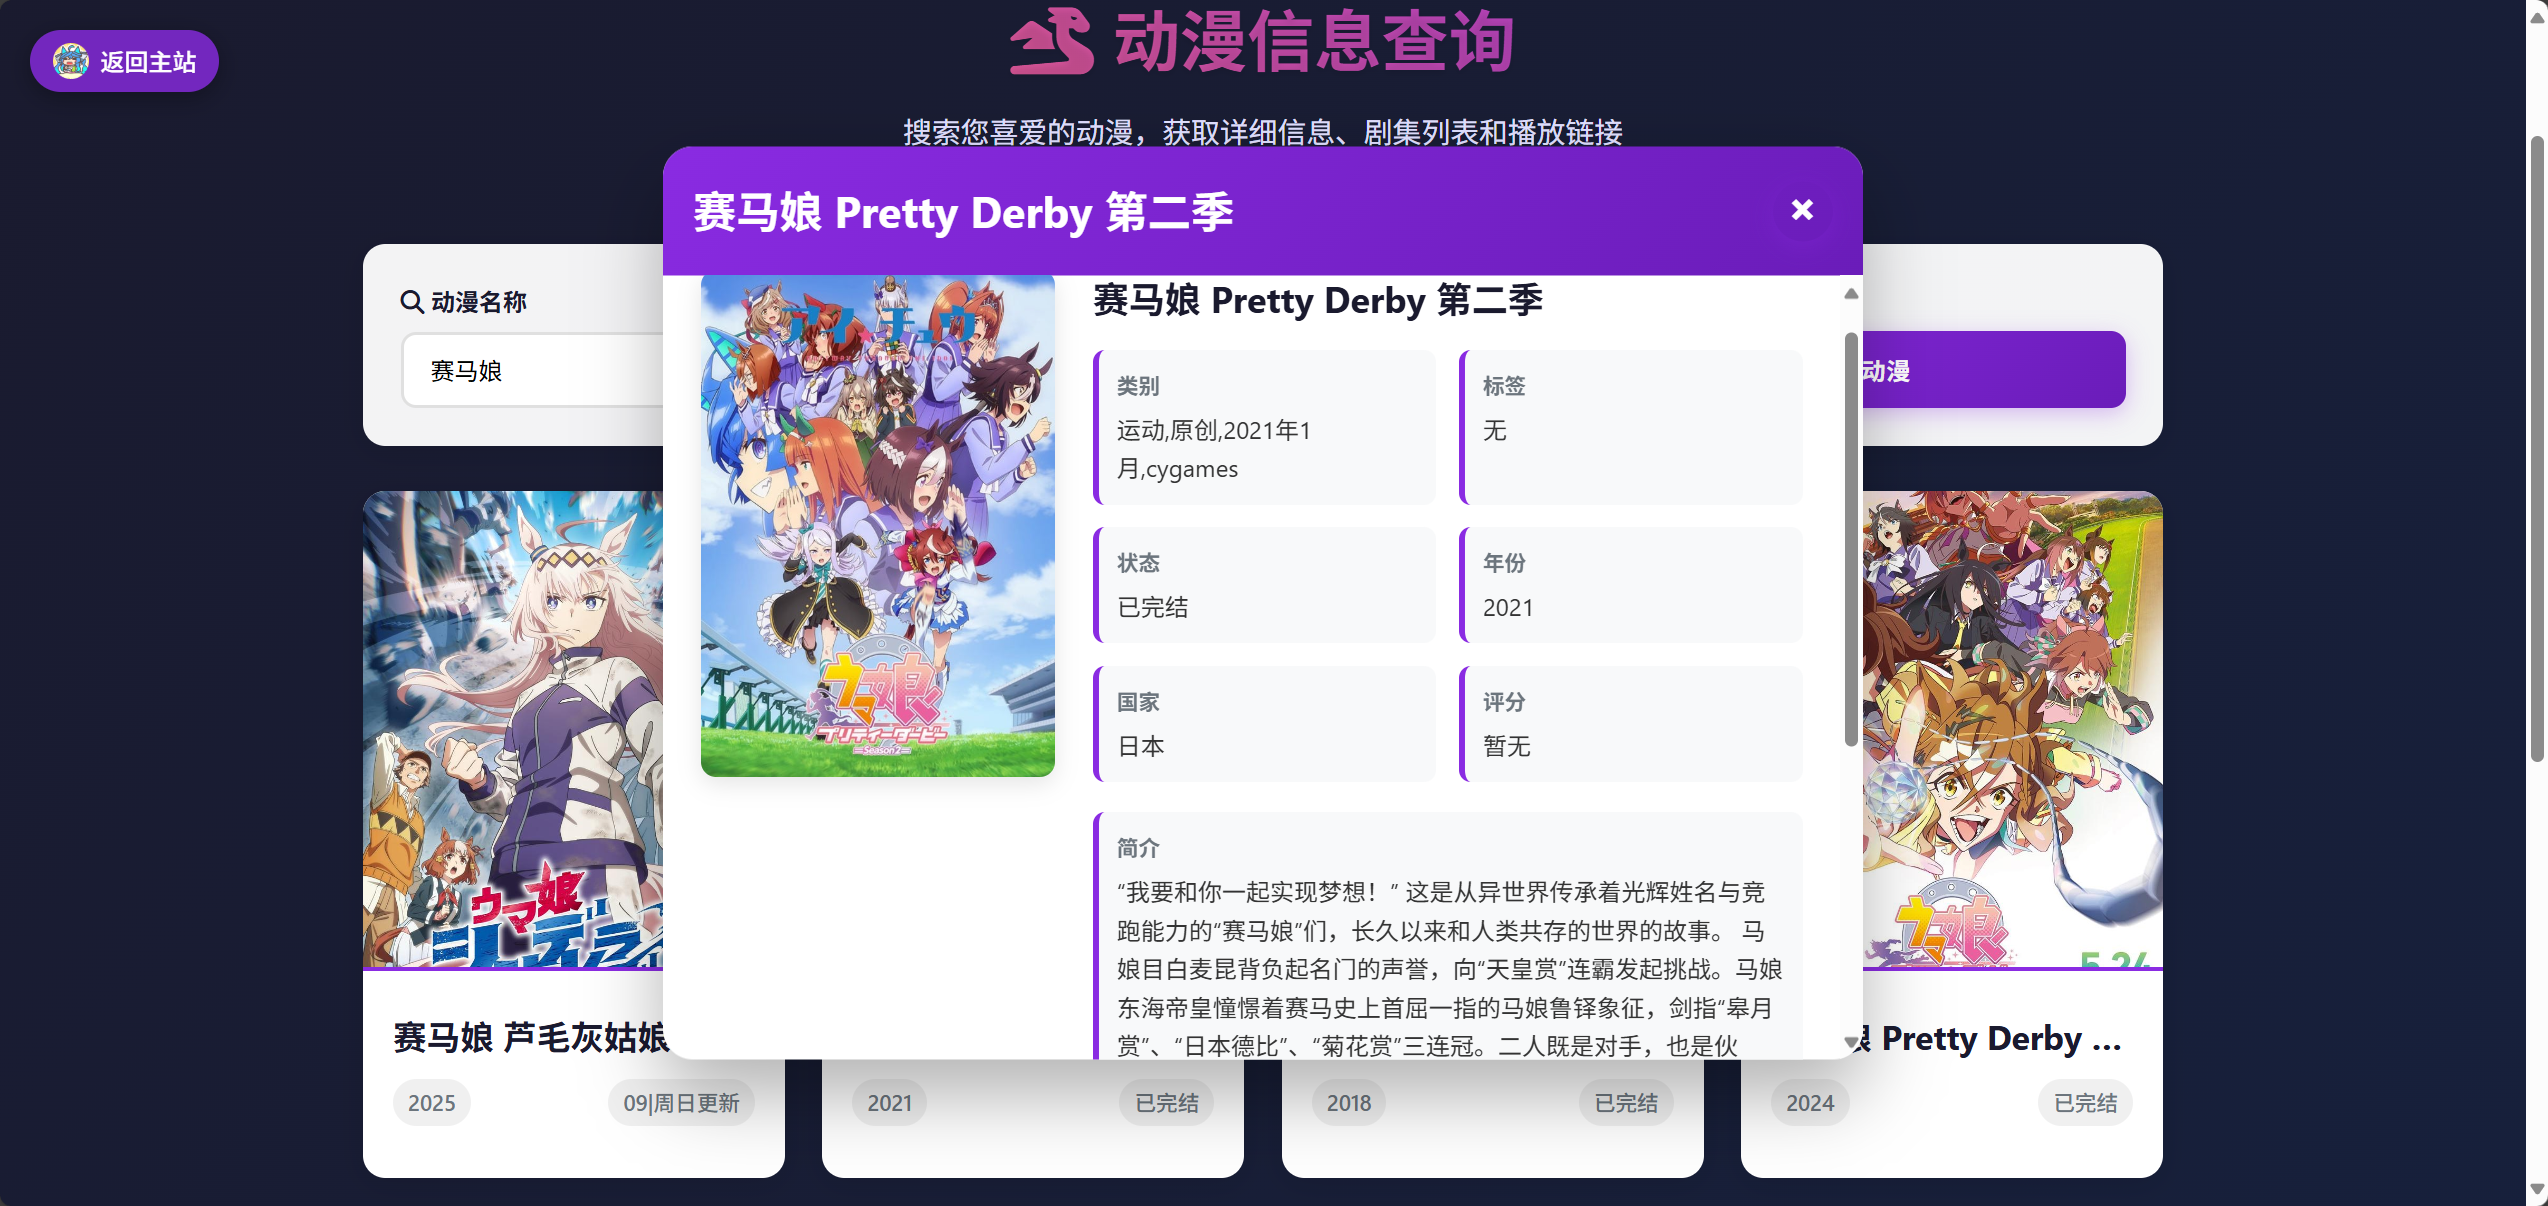 动漫信息查询
返回主站
搜索您喜爱的动漫，获取详细信息、剧集列表和播放链接
赛马娘 Pretty Derby 第二季
动漫名称
赛马娘
动漫
赛马娘 Pretty Derby 第二季
类别
运动,原创,2021年1
月,cygames
标签
无
状态
已完结
年份
2021
国家
日本
评分
暂无
简介
“我要和你一起实现梦想！” 这是从异世界传承着光辉姓名与竞
跑能力的“赛马娘”们，长久以来和人类共存的世界的故事。 马
娘目白麦昆背负起名门的声誉，向“天皇赏”连霸发起挑战。马娘
东海帝皇憧憬着赛马史上首屈一指的马娘鲁铎象征，剑指“皋月
赏”、“日本德比”、“菊花赏”三连冠。二人既是对手，也是伙
アイ チュウ
ウマ娘
プリティーダービー
Season2
ウマ娘
ウマ娘
5.24
赛马娘 芦毛灰姑娘
2025
09|周日更新
2021
已完结
2018
已完结
Pretty Derby ...
2024
已完结